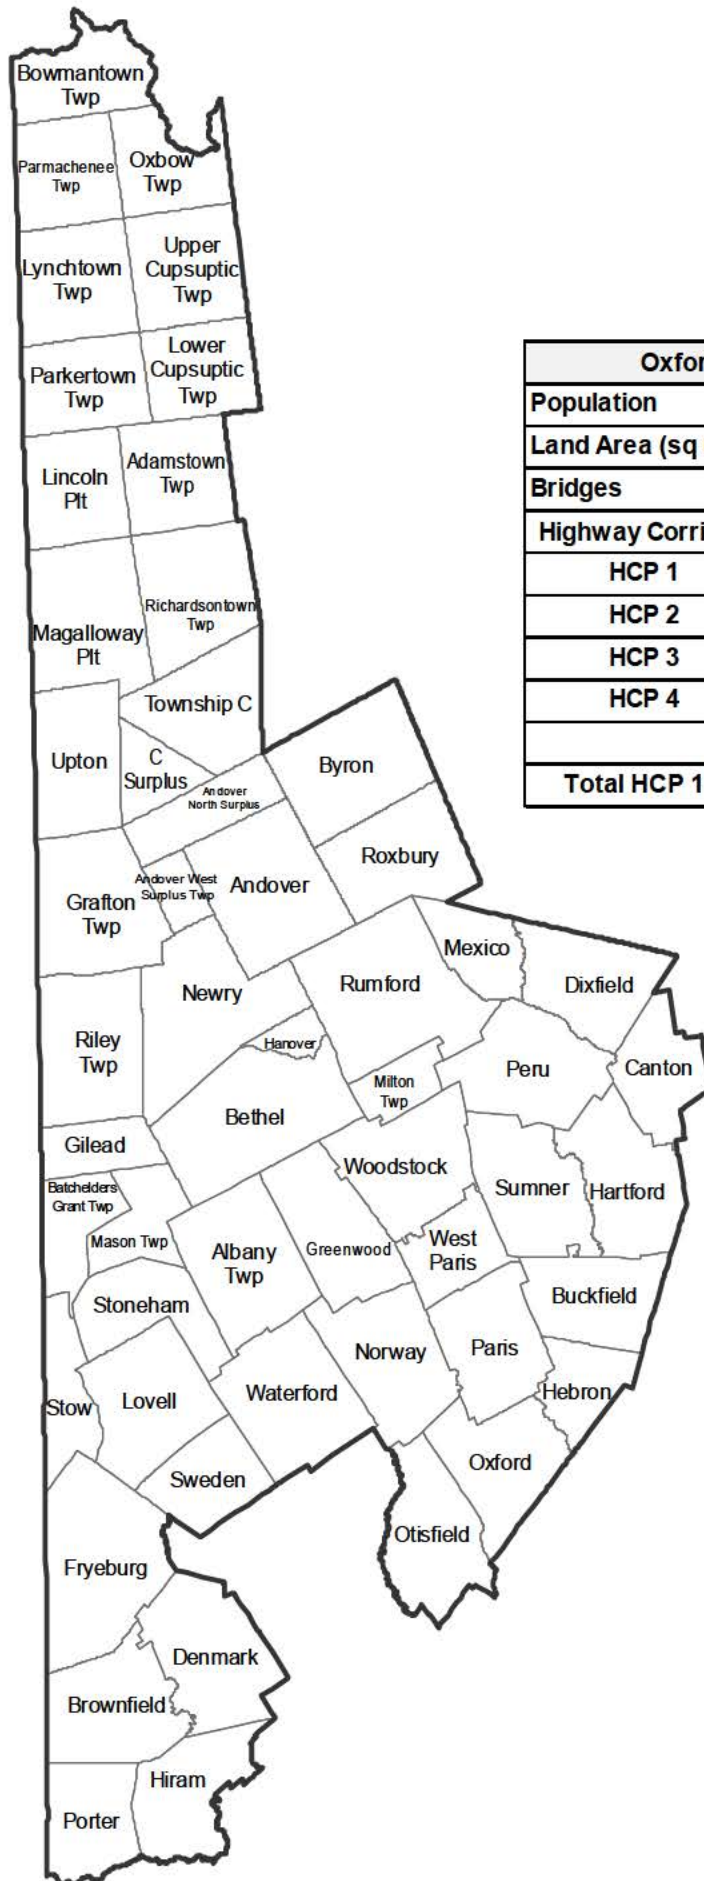 Bowmantown
Twp
Parmachenee
Twp
Oxbow
Twp
Lynchtown
Twp
Upper
Cupsuptic
Twp
Parkertown
Twp
Lower
Cupsuptic
Twp
Lincoln
Plt
Adamstown
Twp
Magalloway
Plt
Richardsontown
Twp
Township C
Upton
C
Surplus
Andover
North Surplus
Byron
Roxbury
Grafton
Twp
Andover West
Surplus Twp
Andover
Newry
Rumford
Mexico
Dixfield
Riley
Twp
Hanover
Milton
Twp
Peru
Canton
Bethel
Gilead
Woodstock
Sumner
Hartford
Batchelders
Grant Twp
Mason Twp
Albany
Twp
Greenwood
West
Paris
Stoneham
Buckfield
Norway
Paris
Stow
Lovell
Waterford
Hebron
Sweden
Oxford
Otisfield
Fryeburg
Denmark
Brownfield
Hiram
Porter
Oxfor
Population
Land Area (sq
Bridges
Highway Corri
HCP 1
HCP 2
HCP 3
HCP 4
Total HCP 1